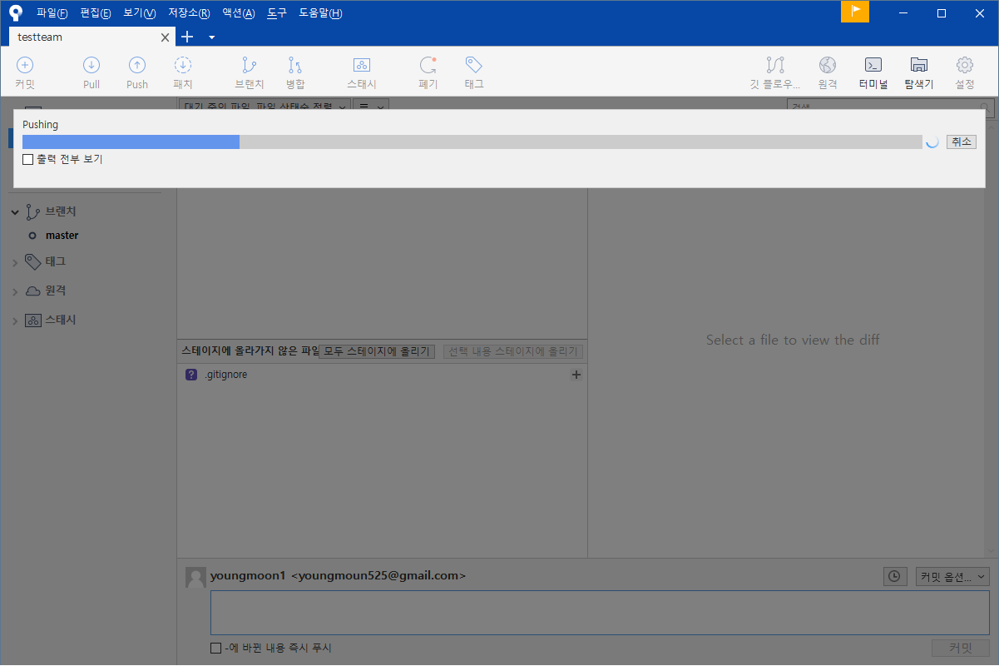 파일(F) 편집(E) 보기(V) 저장소(R) 액션(A) 도구 도움말(H)
testteam
커밋 Pull Push 패치 브랜치 병합 스태시 폐기 태그 깃 플로우... 원격 터미널 탐색기 설정
대기 중인 파일, 파일 상태순 정렬
검색
Pushing
취소
출력 전부 보기
브랜치
master
태그
원격
스태시
Select a file to view the diff
스테이지에 올라가지 않은 파일 모두 스테이지에 올리기 선택 내용 스테이지에 올리기
? .gitignore
youngmoon1 <youngmoun525@gmail.com>
커밋 옵션...
-에 바뀐 내용 즉시 푸시
커밋